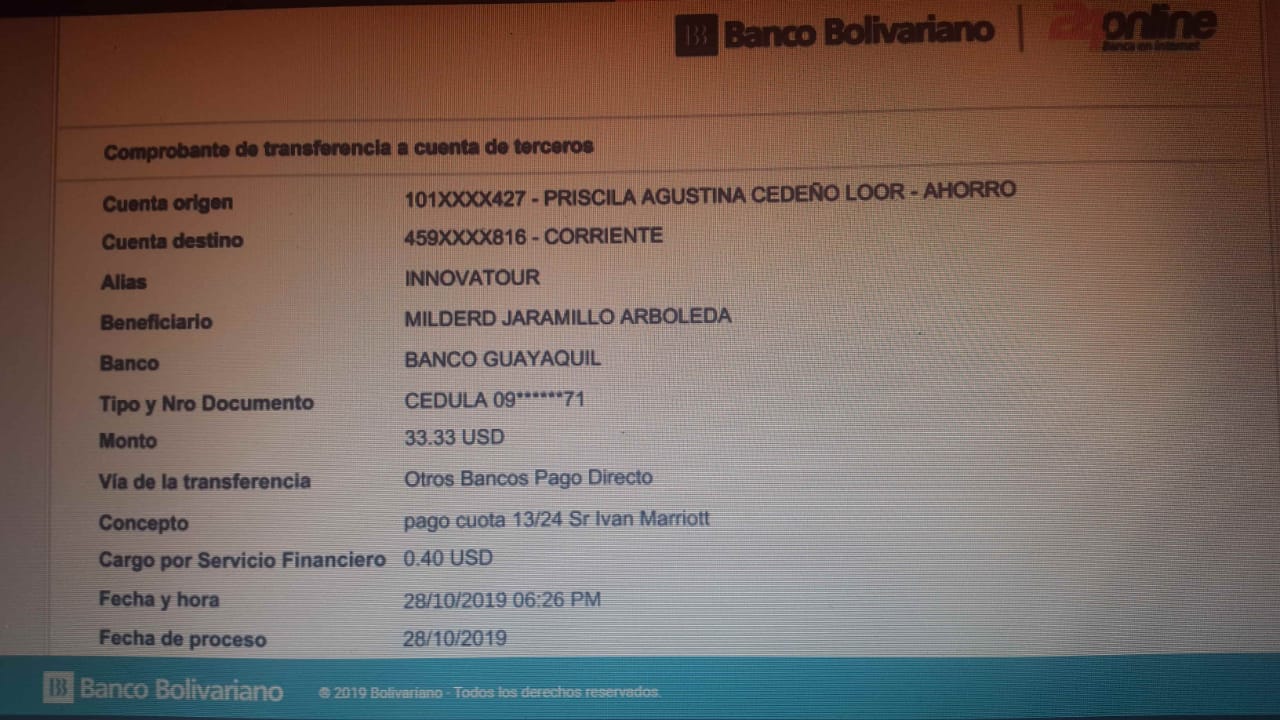 Banco Bolivariano | 24online
Banca en Internet
Comprobante de transferencia a cuenta de terceros
Cuenta origen 101XXXX427 - PRISCILA AGUSTINA CEDEÑO LOOR - AHORRO
Cuenta destino 459XXXX816 - CORRIENTE
Alias INNOVATOUR
Beneficiario MILDERD JARAMILLO ARBOLEDA
Banco BANCO GUAYAQUIL
Tipo y Nro Documento CEDULA 09******71
Monto 33.33 USD
Vía de la transferencia Otros Bancos Pago Directo
Concepto pago cuota 13/24 Sr Ivan Marriott
Cargo por Servicio Financiero 0.40 USD
Fecha y hora 28/10/2019 06:26 PM
Fecha de proceso 28/10/2019
Banco Bolivariano ® 2019 Bolivariano - Todos los derechos reservados.